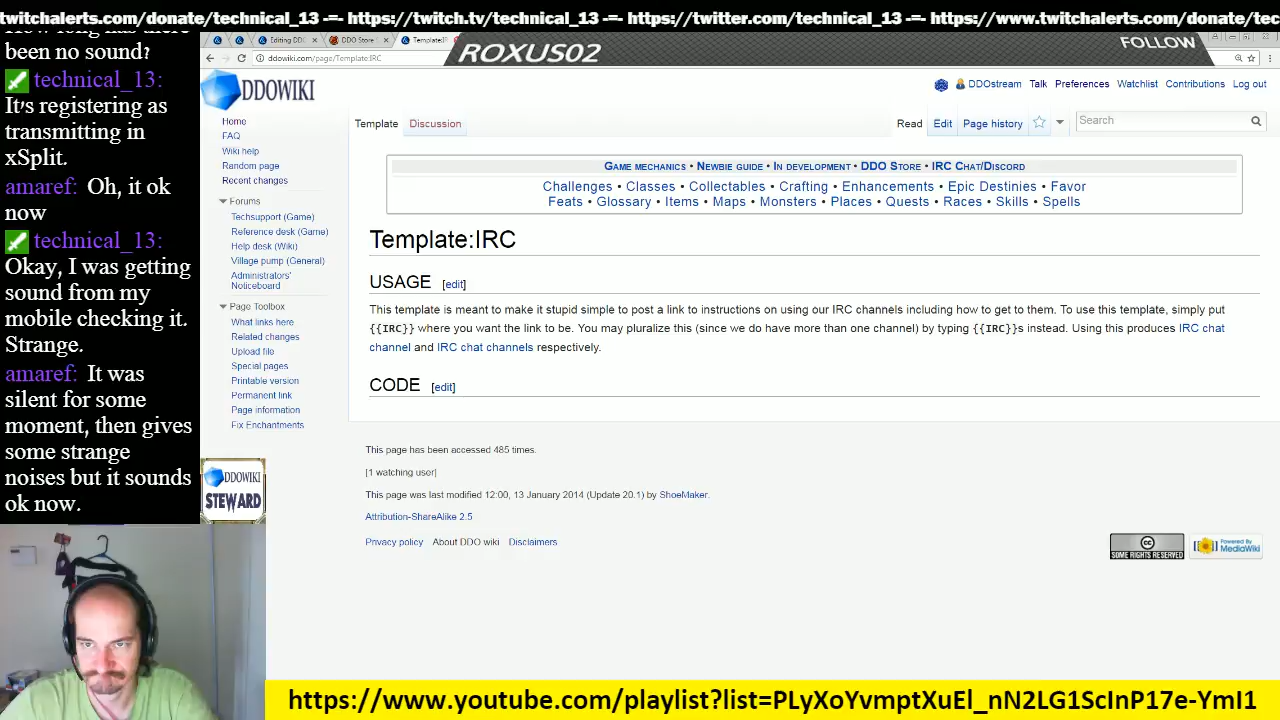 twitchalerts.com/donate/technical_13 -=- https://twitch.tv/technical_13 -=- https://twitter.com/technical_13 -=- https://www.twitchalerts.com/donate/tec
been no sound?
technical_13:
It's registering as
transmitting in
xSplit.
amaref: Oh, it ok
now
technical_13:
Okay, I was getting
sound from my
mobile checking it.
Strange.
amaref: It was
silent for some
moment, then gives
some strange
noises but it sounds
ok now.
Editing DD
DDO Store
Template:I
ROXUS02
FOLLOW
ddowiki.com/page/Template:IRC
DDOWIKI
DDOstream Talk Preferences Watchlist Contributions Log out
Template Discussion
Read Edit Page history
Search
Home
FAQ
Wiki help
Random page
Recent changes
Forums
Techsupport (Game)
Reference desk (Game)
Help desk (Wiki)
Village pump (General)
Administrators'
Noticeboard
Page Toolbox
What links here
Related changes
Upload file
Special pages
Printable version
Permanent link
Page information
Fix Enchantments
DDOWIKI
STEWARD
Game mechanics • Newbie guide • In development • DDO Store • IRC Chat/Discord
Challenges • Classes • Collectables • Crafting • Enhancements • Epic Destinies • Favor
Feats • Glossary • Items • Maps • Monsters • Places • Quests • Races • Skills • Spells
Template:IRC
USAGE [edit]
This template is meant to make it stupid simple to post a link to instructions on using our IRC channels including how to get to them. To use this template, simply put
{{IRC}} where you want the link to be. You may pluralize this (since we do have more than one channel) by typing {{IRC}}s instead. Using this produces IRC chat
channel and IRC chat channels respectively.
CODE [edit]
This page has been accessed 485 times.
[1 watching user]
This page was last modified 12:00, 13 January 2014 (Update 20.1) by ShoeMaker.
Attribution-ShareAlike 2.5
Privacy policy About DDO wiki Disclaimers
SOME RIGHTS RESERVED
Powered By
MediaWiki
https://www.youtube.com/playlist?list=PLyXoYvmptXuEl_nN2LG1ScInP17e-YmI1